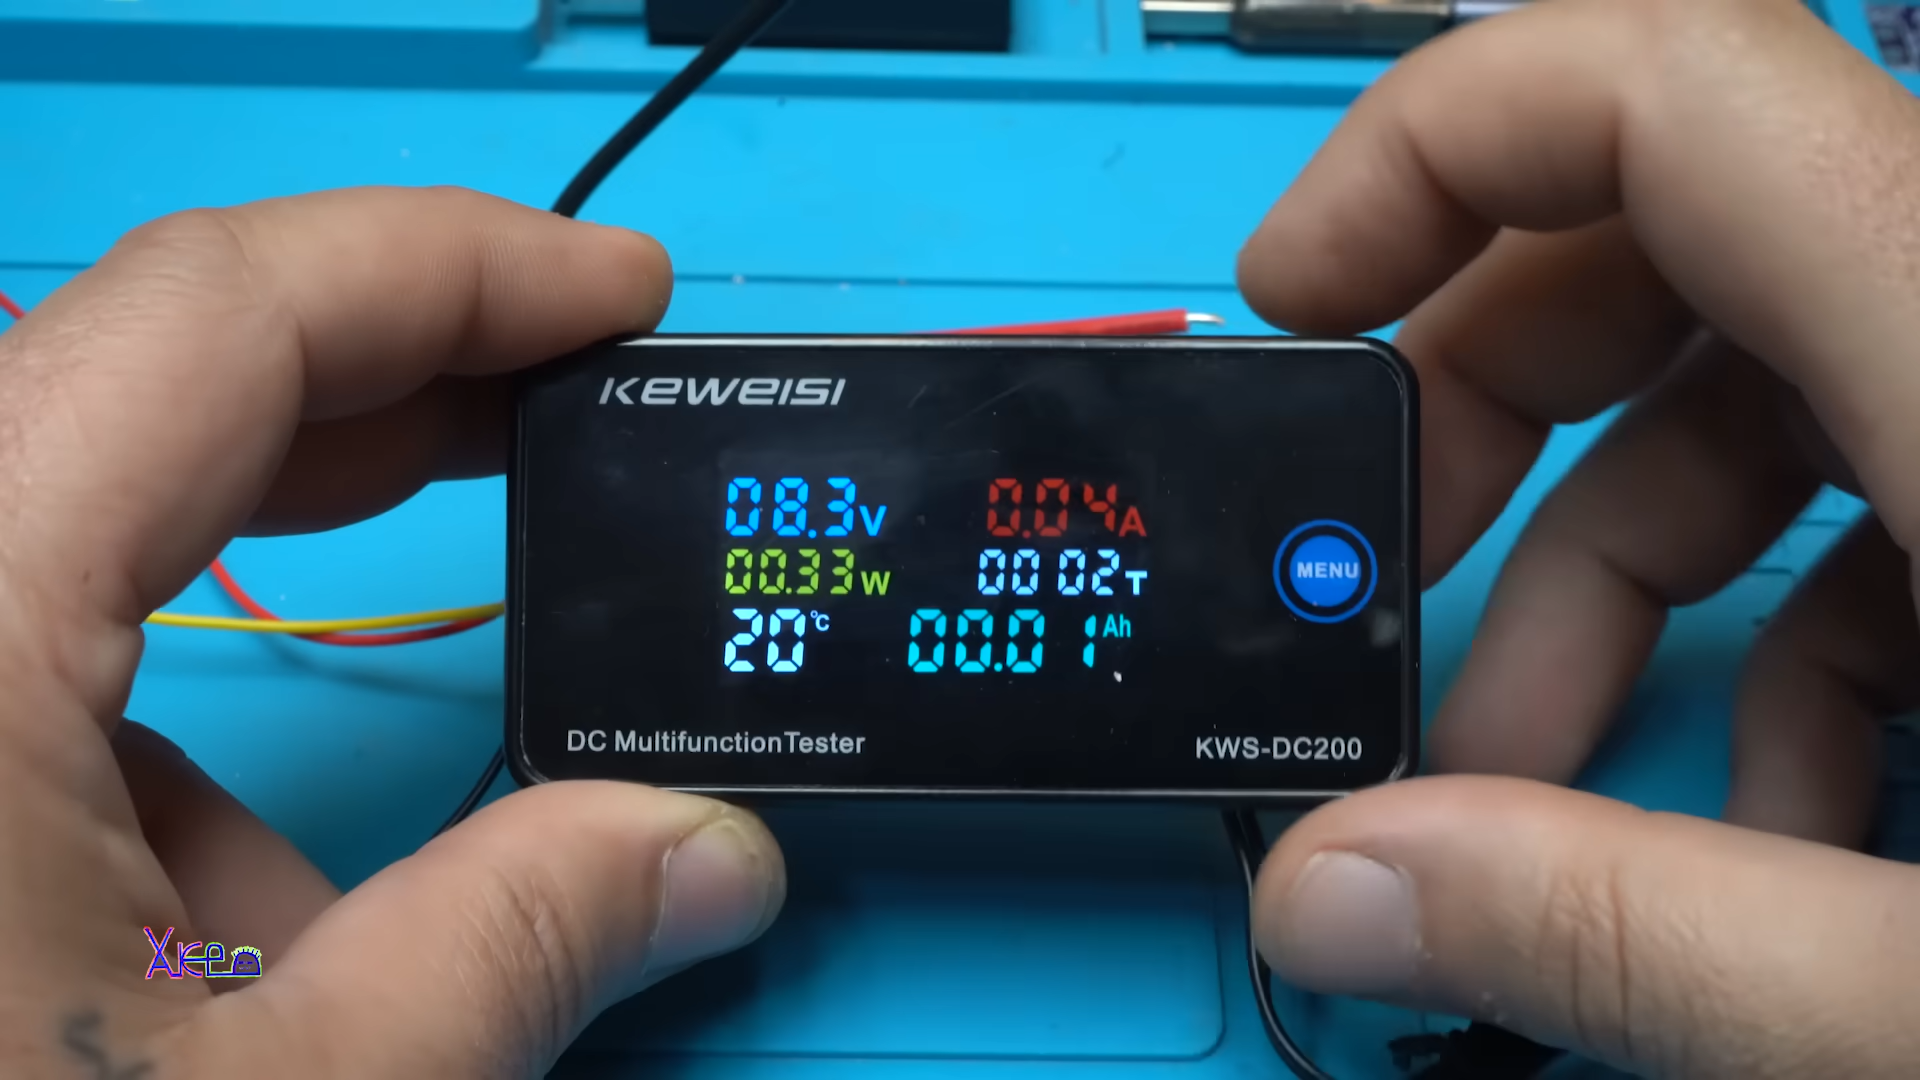 KEWEISI
08.3V 0.04A
00.33W 00 02T
20°C 00.01Ah
MENU
DC MultifunctionTester
KWS-DC200